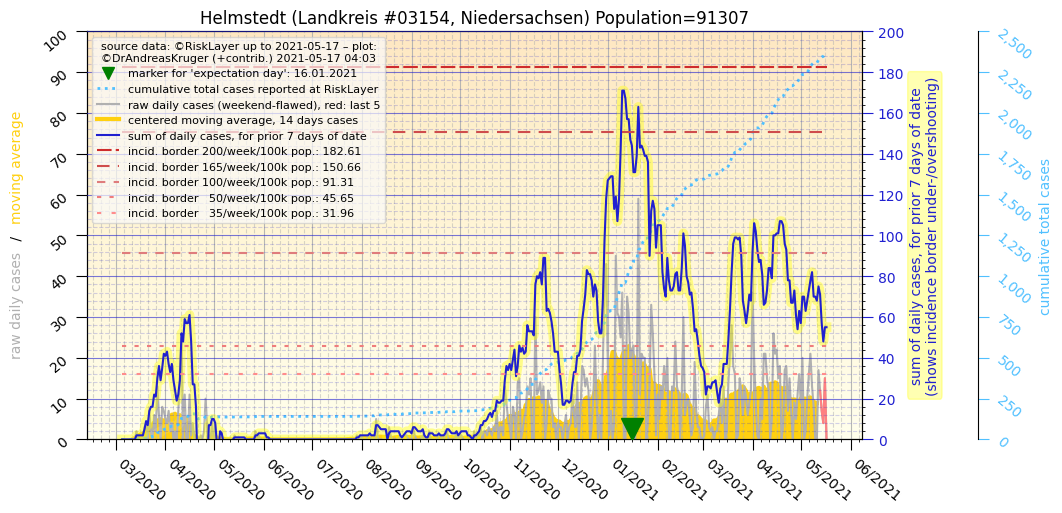 Helmstedt (Landkreis #03154, Niedersachsen) Population=91307
source data: ©RiskLayer up to 2021-05-17 – plot:
©DrAndreasKruger (+contrib.) 2021-05-17 04:03
marker for 'expectation day': 16.01.2021
cumulative total cases reported at RiskLayer
raw daily cases (weekend-flawed), red: last 5
centered moving average, 14 days cases
sum of daily cases, for prior 7 days of date
incid. border 200/week/100k pop.: 182.61
incid. border 165/week/100k pop.: 150.66
incid. border 100/week/100k pop.: 91.31
incid. border 50/week/100k pop.: 45.65
incid. border 35/week/100k pop.: 31.96
raw daily cases / moving average
100
90
80
70
60
50
40
30
20
10
0
03/2020
04/2020
05/2020
06/2020
07/2020
08/2020
09/2020
10/2020
11/2020
12/2020
01/2021
02/2021
03/2021
04/2021
05/2021
06/2021
200
180
160
140
120
100
80
60
40
20
0
sum of daily cases, for prior 7 days of date
(shows incidence border under-/overshooting)
2,500
2,250
2,000
1,750
1,500
1,250
1,000
750
500
250
0
cumulative total cases